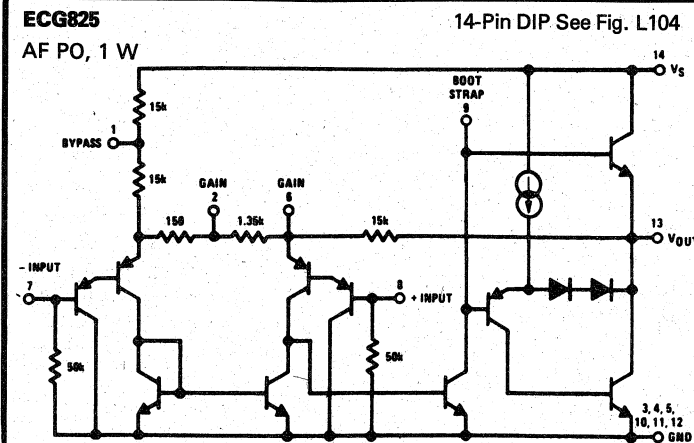 ECG825
14-Pin DIP See Fig. L104
AF PO, 1 W
14
VS
BOOT
STRAP
9
15k
1
BYPASS
15k
GAIN
2
GAIN
6
150
1.35k
15k
13
VOUT
– INPUT
7
8
+ INPUT
50k
50k
3, 4, 5,
10, 11, 12
GND